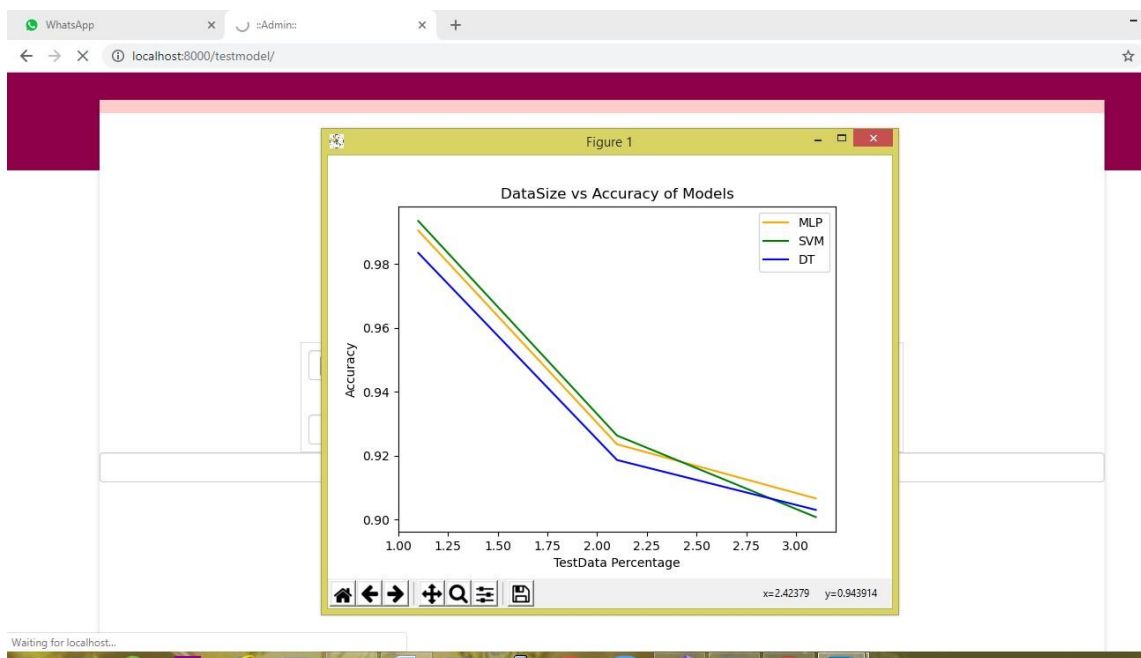 WhatsApp
::Admin::
localhost:8000/testmodel/
Figure 1
DataSize vs Accuracy of Models
MLP
SVM
DT
Accuracy
0.98
0.96
0.94
0.92
0.90
1.00 1.25 1.50 1.75 2.00 2.25 2.50 2.75 3.00
TestData Percentage
x=2.42379 y=0.943914
Waiting for localhost...